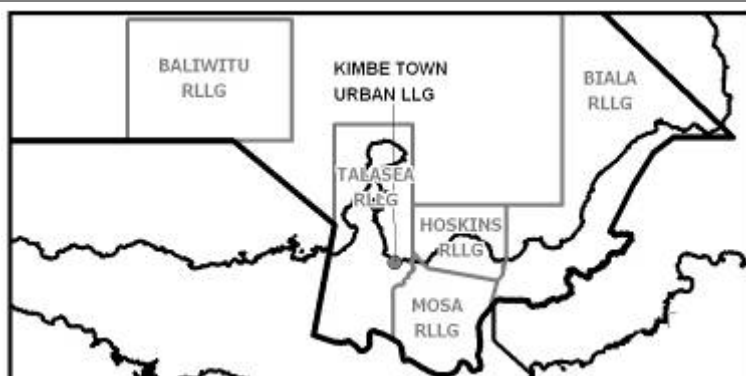 BALIWITU
RLLG
KIMBE TOWN
URBAN LLG
BIALA
RLLG
TALASEA
RLLG
HOSKINS
RLLG
MOSA
RLLG